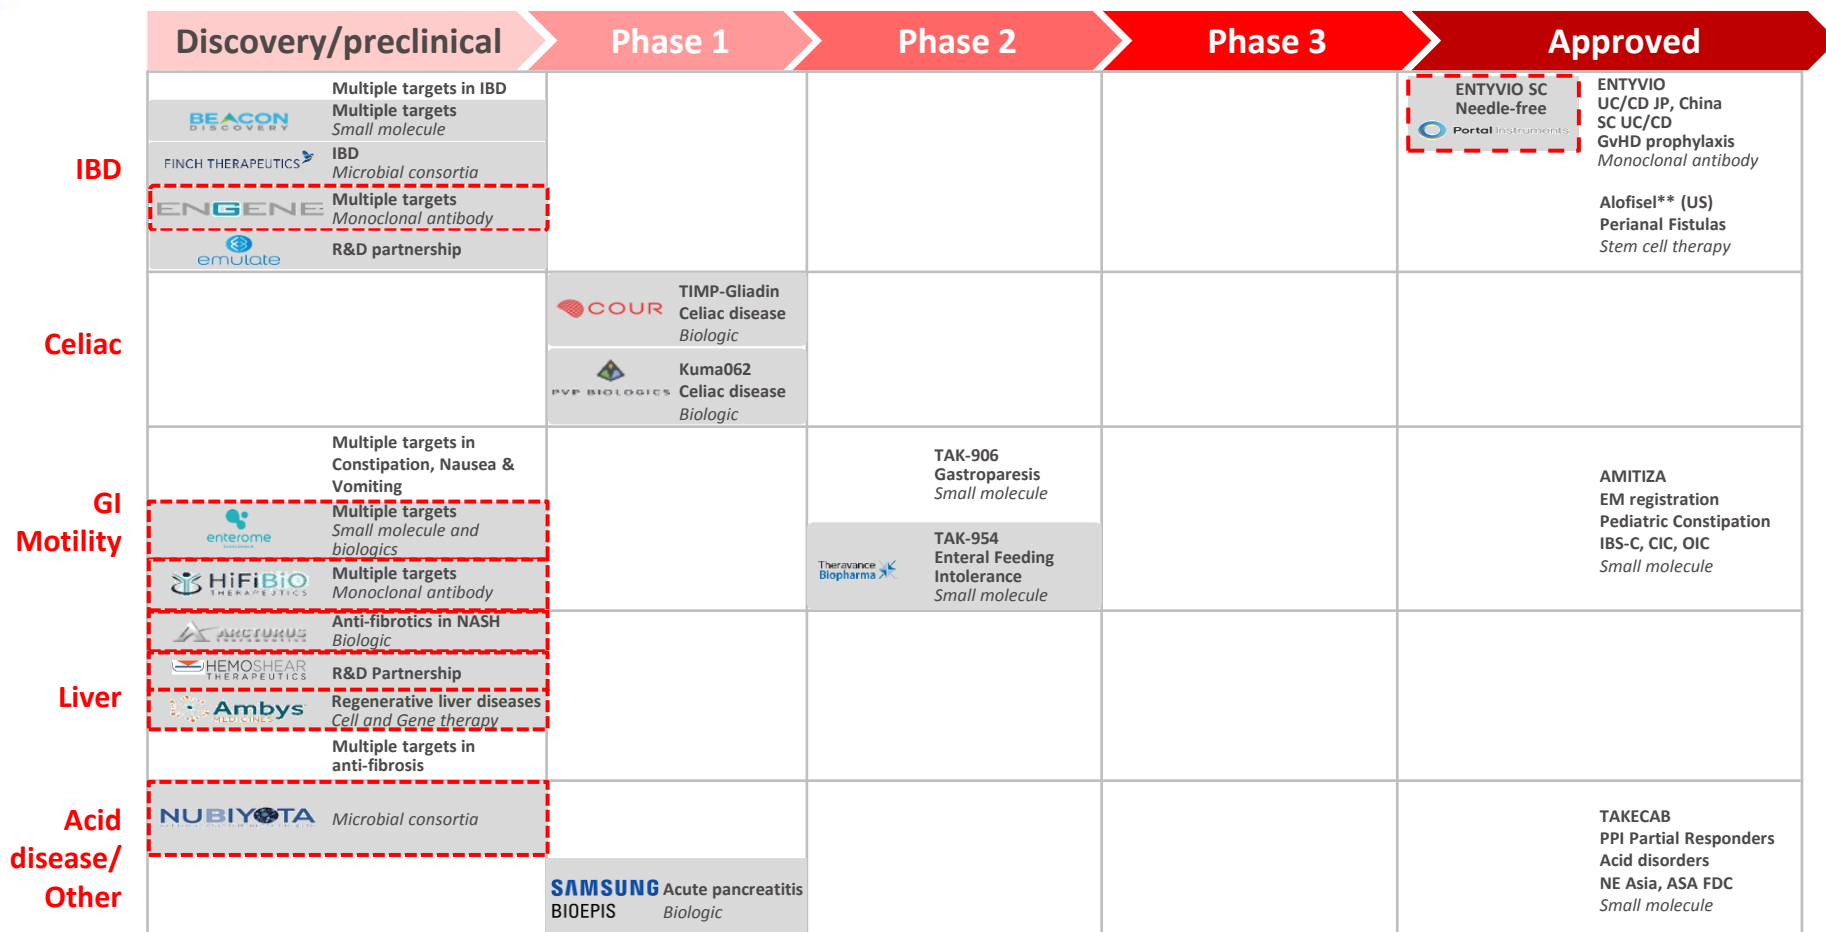 Discovery/preclinical
Phase 1
Phase 2
Phase 3
Approved
IBD
Multiple targets in IBD
BEACON
DISCOVERY
Multiple targets
Small molecule
FINCH THERAPEUTICS
IBD
Microbial consortia
ENGENE
Multiple targets
Monoclonal antibody
emulate
R&D partnership
ENTYVIO SC
Needle-free
Portal Instruments
ENTYVIO
UC/CD JP, China
SC UC/CD
GvHD prophylaxis
Monoclonal antibody
Alofisel** (US)
Perianal Fistulas
Stem cell therapy
Celiac
COUR
TIMP-Gliadin
Celiac disease
Biologic
PVP BIOLOGICS
Kuma062
Celiac disease
Biologic
GI
Motility
Multiple targets in
Constipation, Nausea &
Vomiting
enterome
Multiple targets
Small molecule and
biologics
HiFiBiO
THERAPEUTICS
Multiple targets
Monoclonal antibody
TAK-906
Gastroparesis
Small molecule
Theravance
Biopharma
TAK-954
Enteral Feeding
Intolerance
Small molecule
AMITIZA
EM registration
Pediatric Constipation
IBS-C, CIC, OIC
Small molecule
Liver
ARCTURUS
Anti-fibrotics in NASH
Biologic
HEMOSHEAR
THERAPEUTICS
R&D Partnership
Ambys
MEDICINES
Regenerative liver diseases
Cell and Gene therapy
Multiple targets in
anti-fibrosis
Acid
disease/
Other
NUBIYOTA
Microbial consortia
SAMSUNG
BIOEPIS
Acute pancreatitis
Biologic
TAKECAB
PPI Partial Responders
Acid disorders
NE Asia, ASA FDC
Small molecule